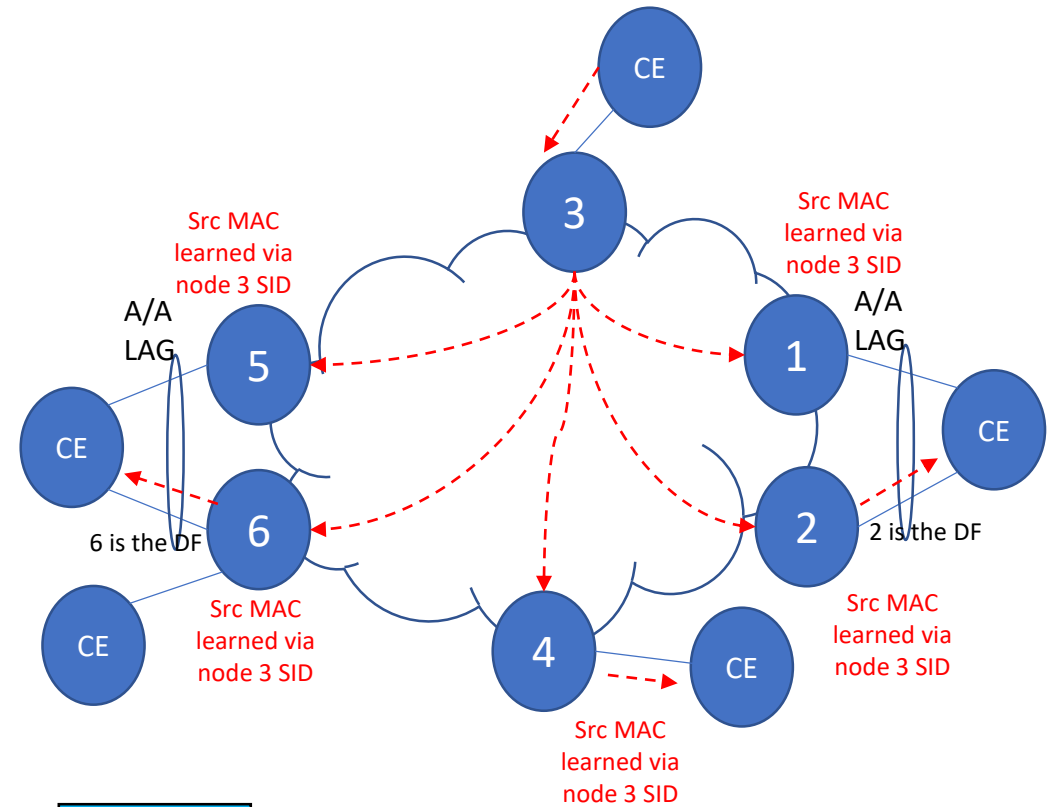 CE
3
Src MAC
learned via
node 3 SID
Src MAC
learned via
node 3 SID
A/A
LAG
A/A
LAG
5
1
CE
CE
6
2
6 is the DF
2 is the DF
CE
Src MAC
learned via
node 3 SID
4
CE
Src MAC
learned via
node 3 SID
Src MAC
learned via
node 3 SID